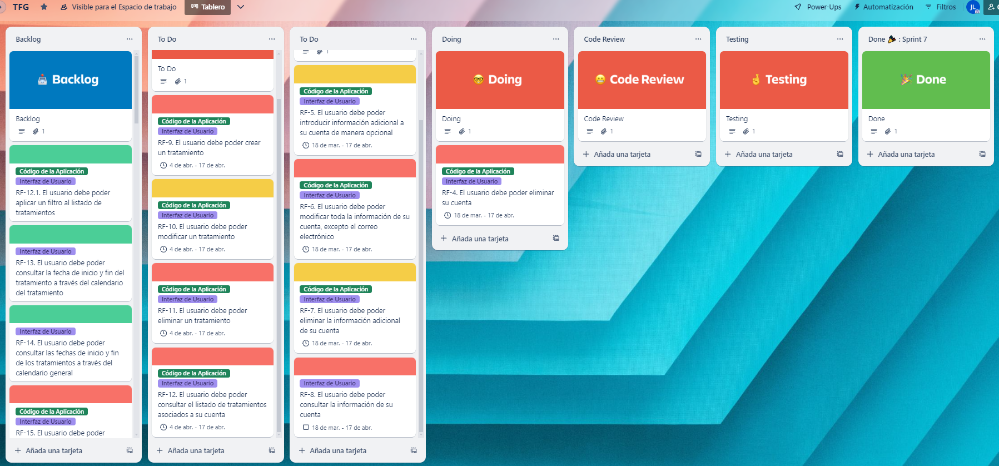 TFG
Visible para el Espacio de trabajo
Tablero
Power-Ups
Automatización
Filtros
JL
Backlog
Backlog
Backlog
1
Código de la Aplicación
Interfaz de Usuario
RF-12.1. El usuario debe poder
aplicar un filtro al listado de
tratamientos
Interfaz de Usuario
RF-13. El usuario debe poder
consultar la fecha de inicio y fin del
tratamiento a través del calendario
del tratamiento
Interfaz de Usuario
RF-14. El usuario debe poder
consultar las fechas de inicio y fin
de los tratamientos a través del
calendario general
Código de la Aplicación
Interfaz de Usuario
RF-15. El usuario debe poder
+ Añada una tarjeta
To Do
To Do
1
Código de la Aplicación
Interfaz de Usuario
RF-9. El usuario debe poder crear
un tratamiento
4 de abr. - 17 de abr.
Código de la Aplicación
Interfaz de Usuario
RF-10. El usuario debe poder
modificar un tratamiento
4 de abr. - 17 de abr.
Código de la Aplicación
Interfaz de Usuario
RF-11. El usuario debe poder
eliminar un tratamiento
4 de abr. - 17 de abr.
Código de la Aplicación
Interfaz de Usuario
RF-12. El usuario debe poder
consultar el listado de tratamientos
asociados a su cuenta
4 de abr. - 17 de abr.
+ Añada una tarjeta
To Do
1
Código de la Aplicación
Interfaz de Usuario
RF-5. El usuario debe poder
introducir información adicional a
su cuenta de manera opcional
18 de mar. - 17 de abr.
Código de la Aplicación
Interfaz de Usuario
RF-6. El usuario debe poder
modificar toda la información de su
cuenta, excepto el correo
electrónico
18 de mar. - 17 de abr.
Código de la Aplicación
Interfaz de Usuario
RF-7. El usuario debe poder
eliminar la información adicional
de su cuenta
18 de mar. - 17 de abr.
Interfaz de Usuario
RF-8. El usuario debe poder
consultar la información de su
cuenta
18 de mar. - 17 de abr.
+ Añada una tarjeta
Doing
Doing
Doing
1
Código de la Aplicación
Interfaz de Usuario
RF-4. El usuario debe poder eliminar
su cuenta
18 de mar. - 17 de abr.
+ Añada una tarjeta
Code Review
Code Review
Code Review
1
+ Añada una tarjeta
Testing
Testing
Testing
1
+ Añada una tarjeta
Done 🎉 : Sprint 7
Done
Done
1
+ Añada una tarjeta